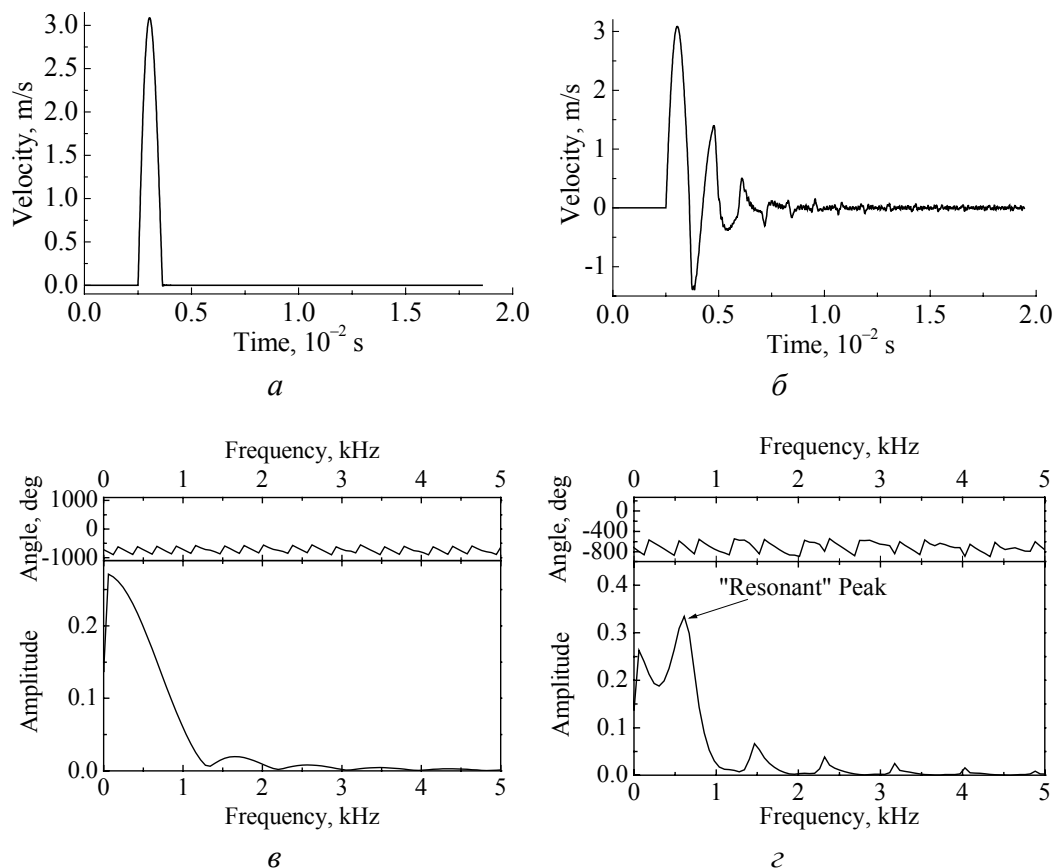 3.0
2.5
2.0
1.5
1.0
0.5
0.0
Velocity, m/s
0.0 0.5 1.0 1.5 2.0
Time, 10⁻² s
а
3
2
1
0
-1
Velocity, m/s
0.0 0.5 1.0 1.5 2.0
Time, 10⁻² s
б
Frequency, kHz
0 1 2 3 4 5
1000
0
-1000
Angle, deg
0.2
0.1
0.0
Amplitude
0 1 2 3 4 5
Frequency, kHz
в
Frequency, kHz
0 1 2 3 4 5
0
-400
-800
Angle, deg
"Resonant" Peak
0.4
0.3
0.2
0.1
0.0
Amplitude
0 1 2 3 4 5
Frequency, kHz
г